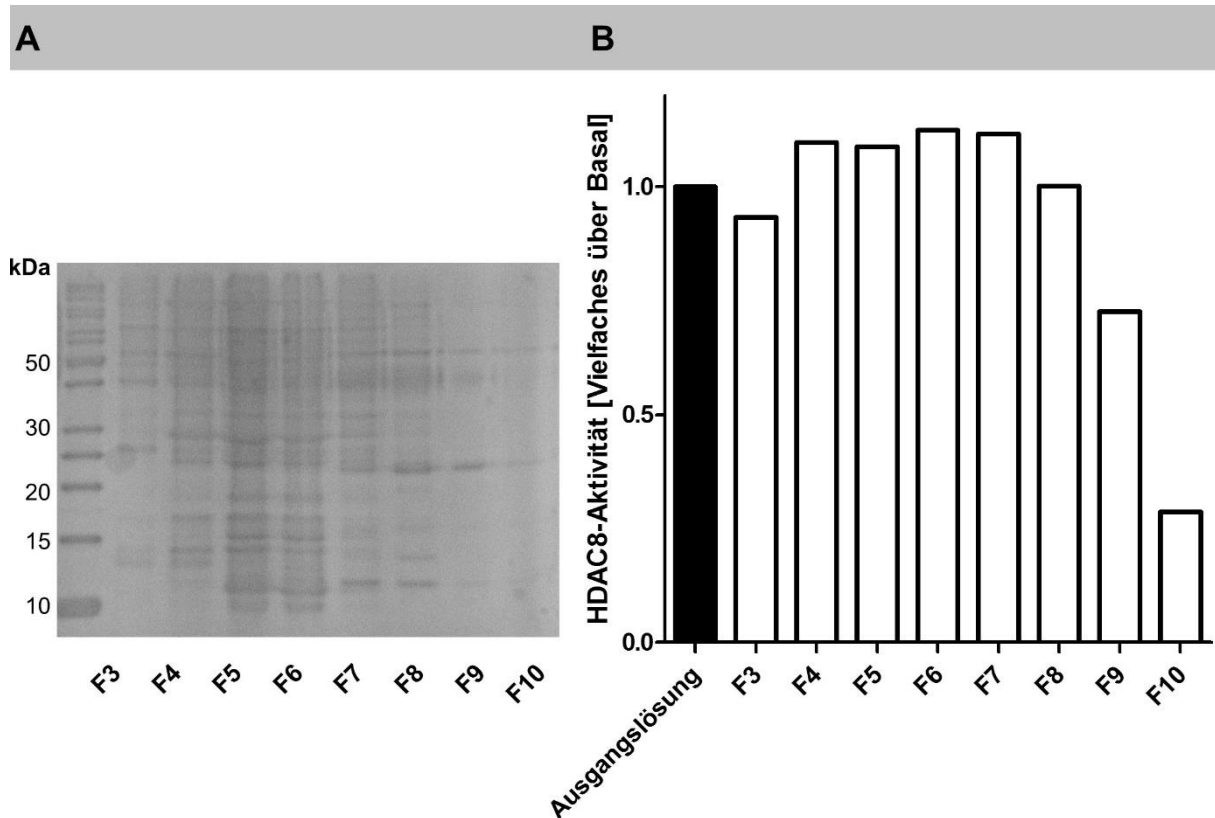 A
B
kDa
50
30
20
15
10
F3 F4 F5 F6 F7 F8 F9 F10
HDAC8-Aktivität [Vielfaches über Basal]
1.0
0.5
0.0
Ausgangslösung F3 F4 F5 F6 F7 F8 F9 F10